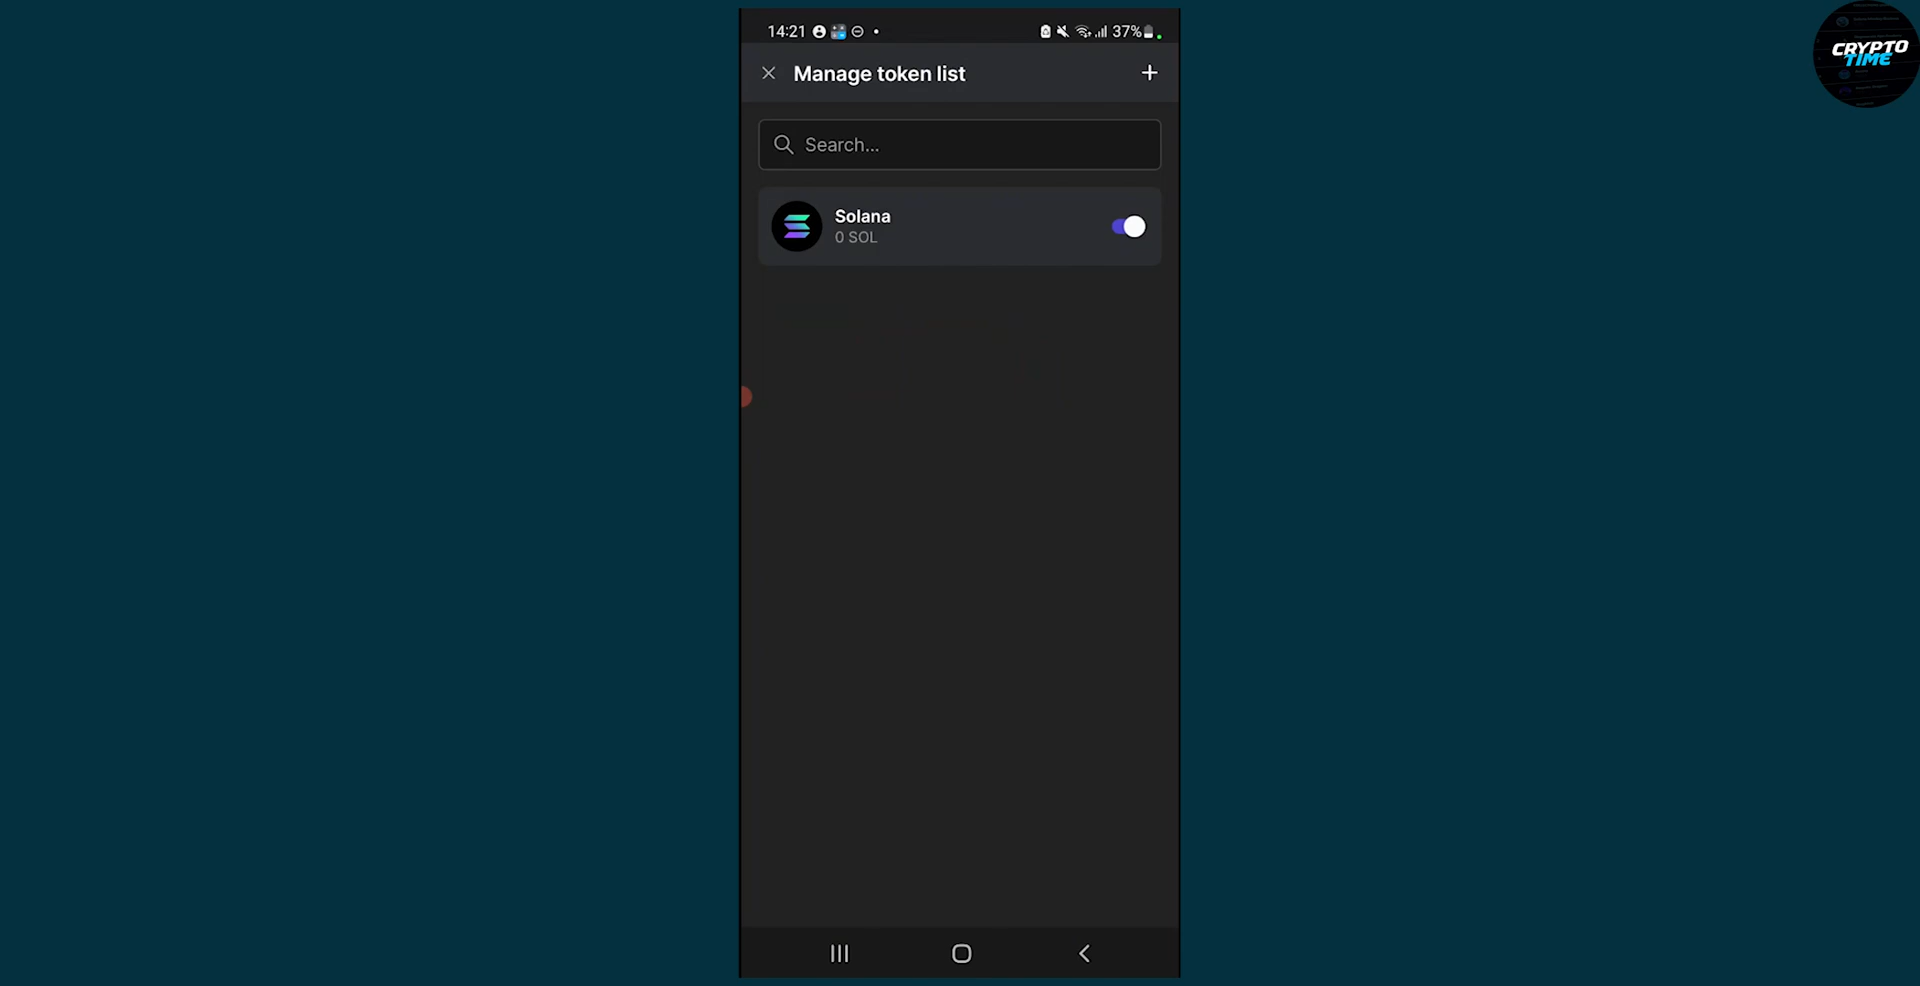 14:21
37%
CRYPTO
TIME
Manage token list
Search...
Solana
0 SOL